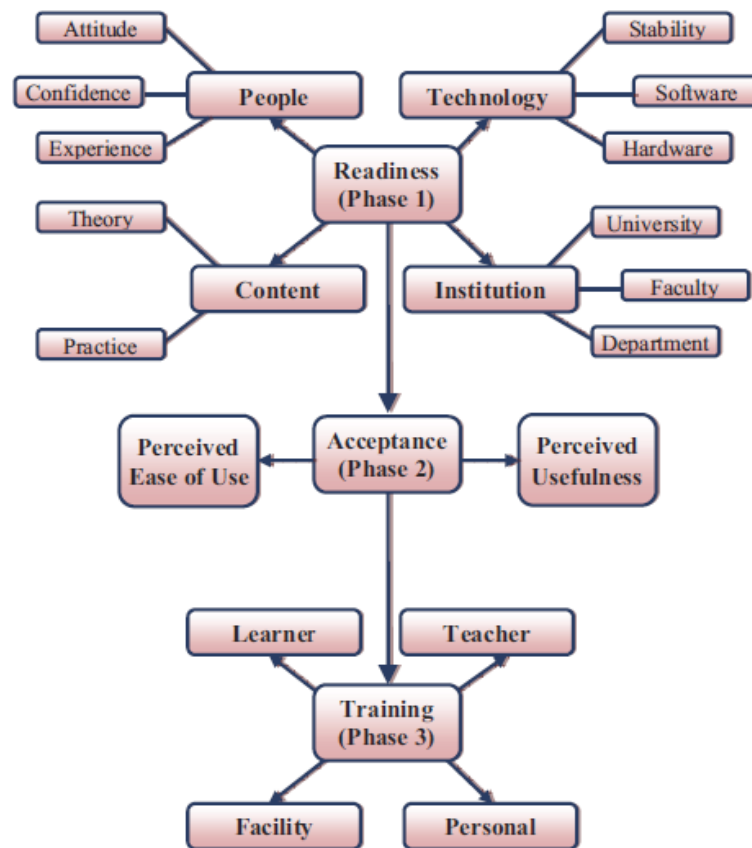 Attitude
Stability
People
Technology
Confidence
Software
Experience
Hardware
Readiness
(Phase 1)
Theory
University
Content
Institution
Faculty
Practice
Department
Perceived
Ease of Use
Acceptance
(Phase 2)
Perceived
Usefulness
Learner
Teacher
Training
(Phase 3)
Facility
Personal